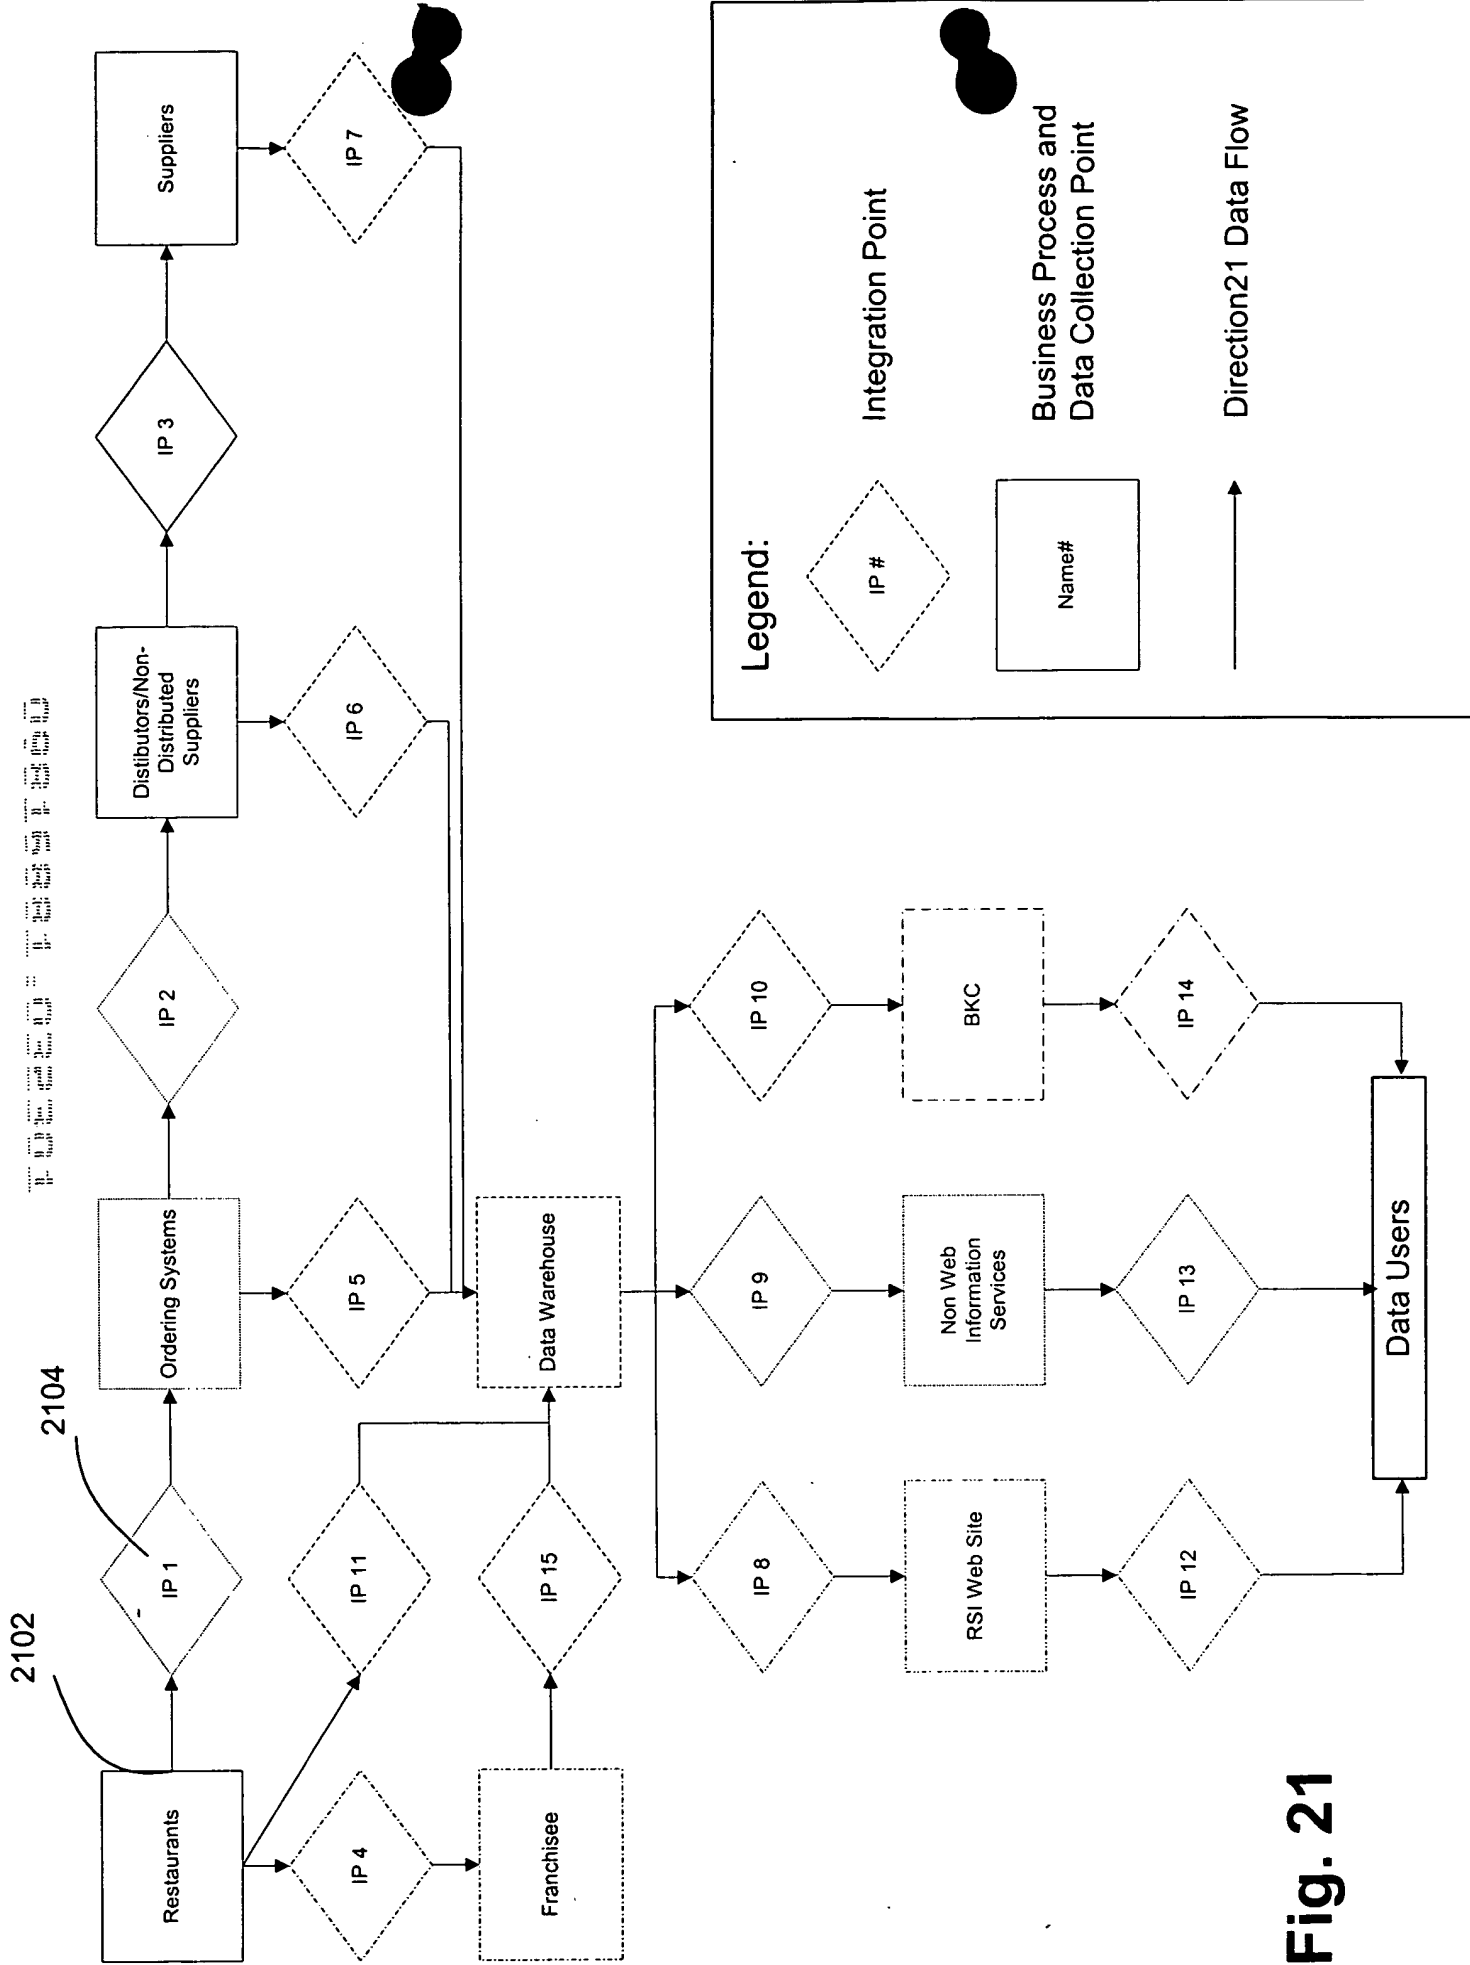 09816881 . 032301
2102
2104
Restaurants
IP 1
Ordering Systems
IP 2
Distibutors/Non-
Distributed
Suppliers
IP 3
Suppliers
IP 4
IP 11
IP 5
IP 6
IP 7
Franchisee
IP 15
Data Warehouse
IP 8
IP 9
IP 10
RSI Web Site
Non Web
Information
Services
BKC
IP 12
IP 13
IP 14
Data Users
Legend:
IP #
Integration Point
Name#
Business Process and
Data Collection Point
Direction21 Data Flow
Fig. 21